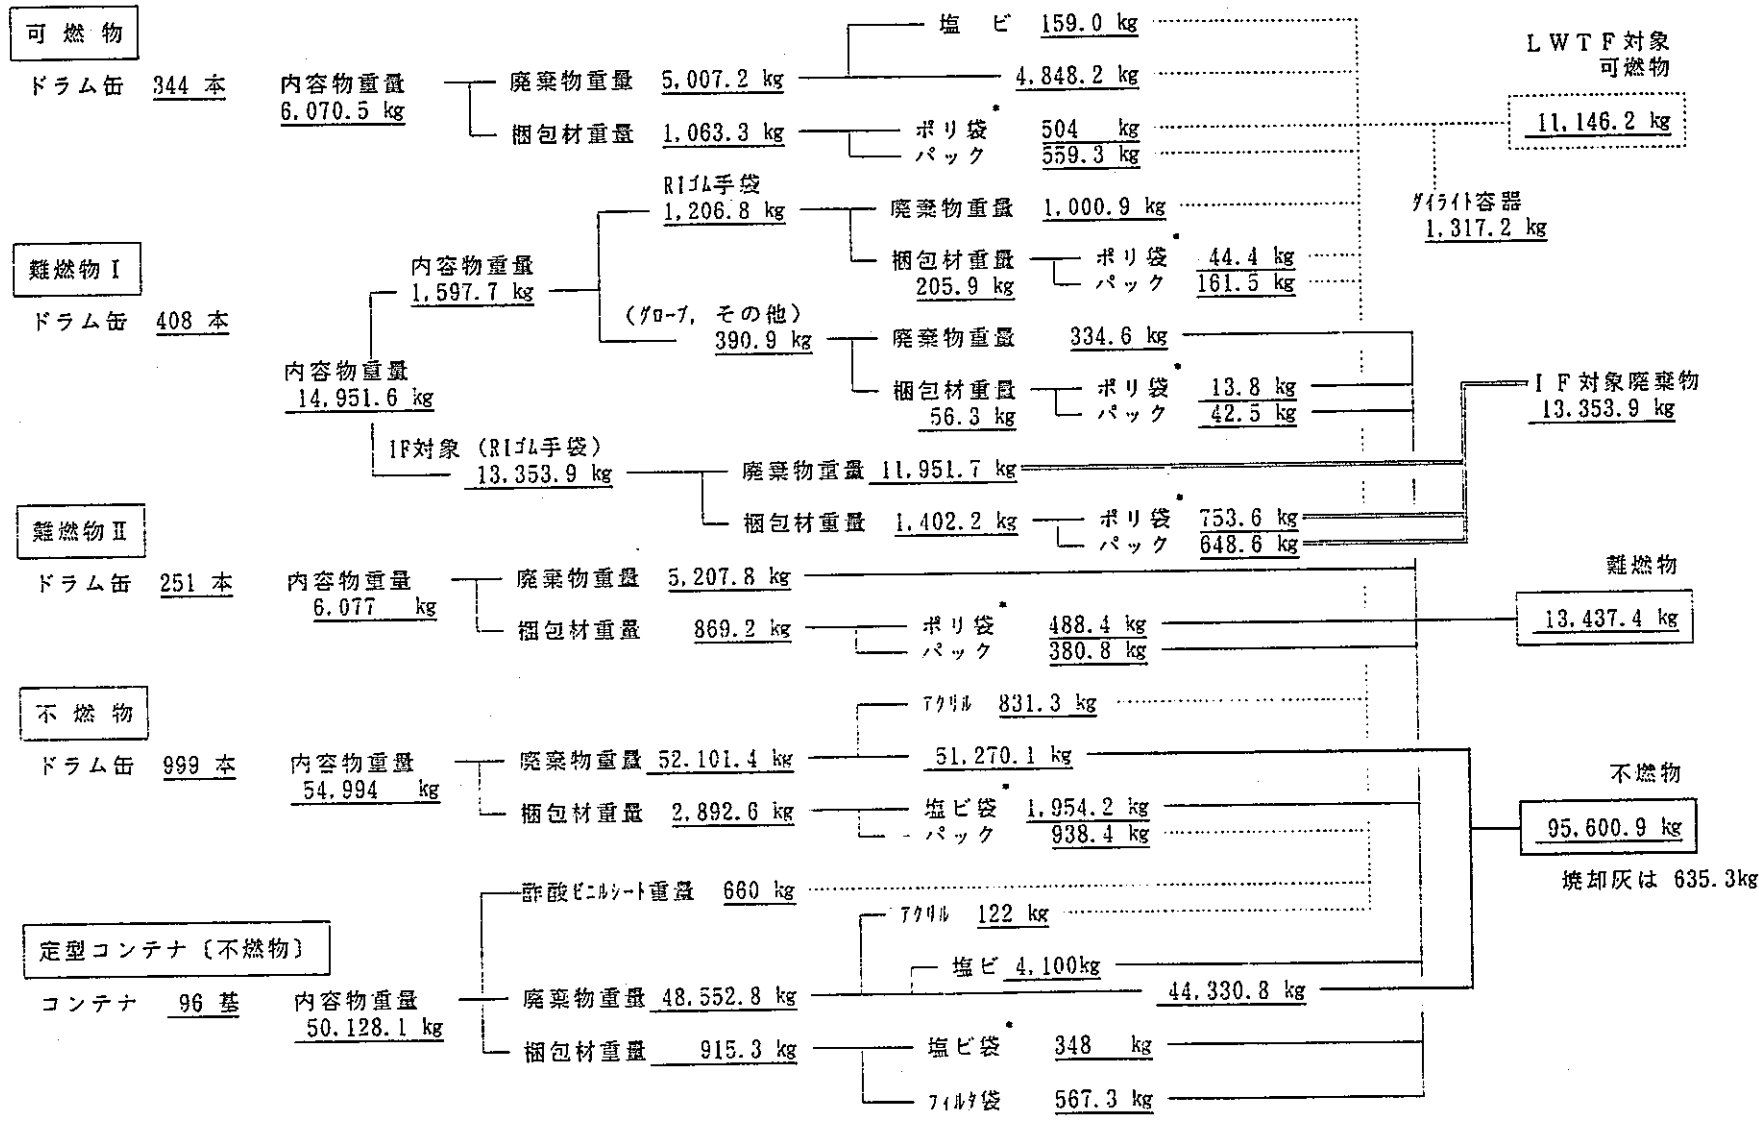 可 燃 物
ドラム缶 344 本
内容物重量
6,070.5 kg
廃棄物重量 5,007.2 kg
塩 ビ 159.0 kg
4,848.2 kg
梱包材重量 1,063.3 kg
ポリ袋* 504 kg
パック 559.3 kg
LWTF対象
可燃物
11,146.2 kg
ダイライト容器
1,317.2 kg
難燃物Ⅰ
ドラム缶 408 本
内容物重量
14,951.6 kg
内容物重量
1,597.7 kg
RIゴム手袋
1,206.8 kg
廃棄物重量 1,000.9 kg
梱包材重量
205.9 kg
ポリ袋* 44.4 kg
パック 161.5 kg
(グローブ, その他)
390.9 kg
廃棄物重量 334.6 kg
梱包材重量
56.3 kg
ポリ袋* 13.8 kg
パック 42.5 kg
IF対象 (RIゴム手袋)
13,353.9 kg
廃棄物重量 11,951.7 kg
梱包材重量 1,402.2 kg
ポリ袋* 753.6 kg
パック 648.6 kg
IF対象廃棄物
13,353.9 kg
難燃物Ⅱ
ドラム缶 251 本
内容物重量
6,077 kg
廃棄物重量 5,207.8 kg
梱包材重量 869.2 kg
ポリ袋* 488.4 kg
パック 380.8 kg
難燃物
13,437.4 kg
不 燃 物
ドラム缶 999 本
内容物重量
54,994 kg
廃棄物重量 52,101.4 kg
アクリル 831.3 kg
51,270.1 kg
梱包材重量 2,892.6 kg
塩ビ袋* 1,954.2 kg
パック 938.4 kg
不燃物
95,600.9 kg
焼却灰は 635.3kg
定型コンテナ〔不燃物〕
コンテナ 96 基
内容物重量
50,128.1 kg
酢酸ビニルシート重量 660 kg
廃棄物重量 48,552.8 kg
アクリル 122 kg
塩ビ 4,100kg
44,330.8 kg
梱包材重量 915.3 kg
塩ビ袋* 348 kg
フィルタ袋 567.3 kg